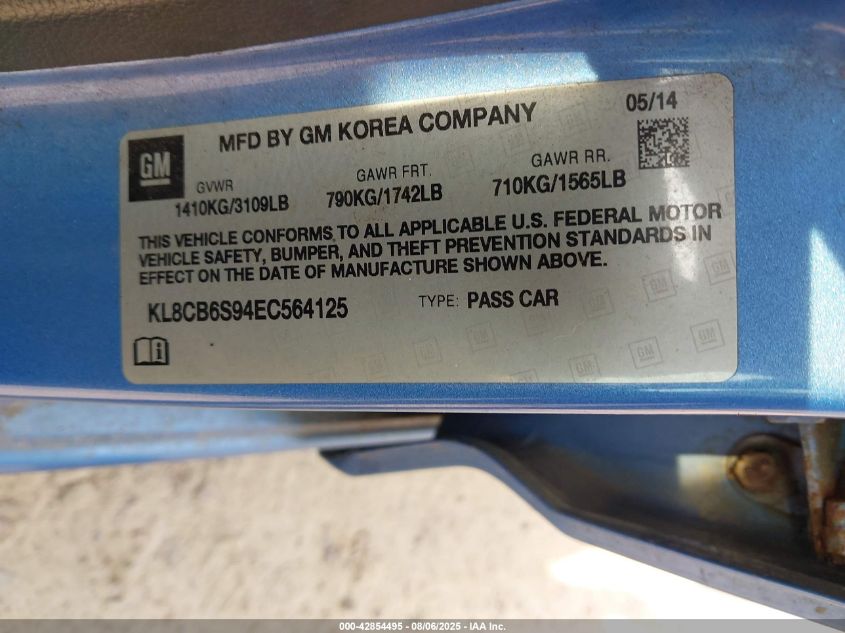 MFD BY GM KOREA COMPANY
05/14
GM
GVWR
GAWR FRT.
GAWR RR.
1410KG/3109LB
790KG/1742LB
710KG/1565LB
THIS VEHICLE CONFORMS TO ALL APPLICABLE U.S. FEDERAL MOTOR
VEHICLE SAFETY, BUMPER, AND THEFT PREVENTION STANDARDS IN
EFFECT ON THE DATE OF MANUFACTURE SHOWN ABOVE.
KL8CB6S94EC564125
TYPE: PASS CAR
000-42854495 - 08/06/2025 - IAA Inc.